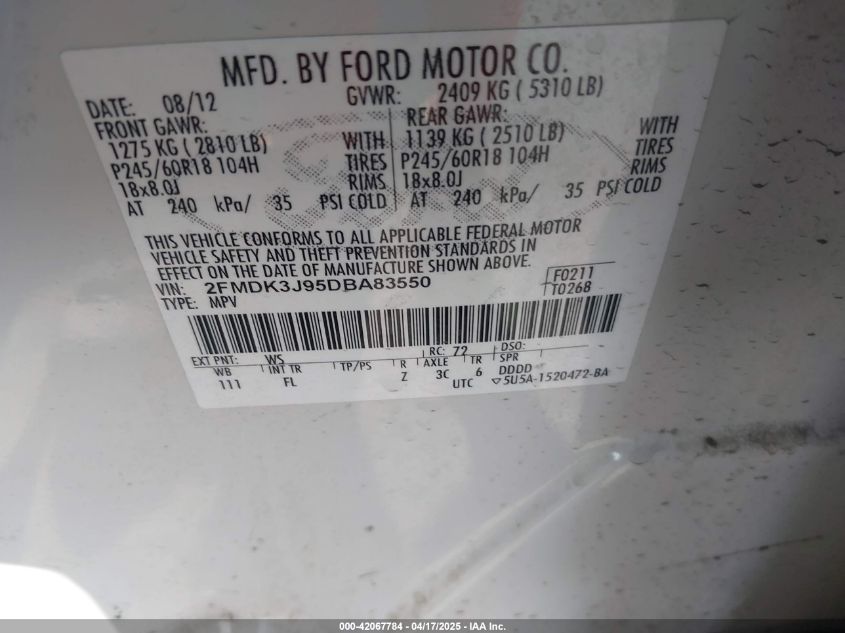 MFD. BY FORD MOTOR CO.
DATE: 08/12 GVWR: 2409 KG ( 5310 LB)
FRONT GAWR: REAR GAWR:
1275 KG ( 2810 LB) WITH 1139 KG ( 2510 LB) WITH
P245/60R18 104H TIRES P245/60R18 104H TIRES
18x8.0J RIMS 18x8.0J RIMS
AT 240 kPa/ 35 PSI COLD AT 240 kPa/ 35 PSI COLD
THIS VEHICLE CONFORMS TO ALL APPLICABLE FEDERAL MOTOR
VEHICLE SAFETY AND THEFT PREVENTION STANDARDS IN
EFFECT ON THE DATE OF MANUFACTURE SHOWN ABOVE.
VIN: 2FMDK3J95DBA83550 F0211
TYPE: MPV T0268
EXT PNT: WS RC: 72 DSO:
WB INT TR TP/PS R AXLE TR SPR
111 FL Z 3C 6 DDDD
UTC ▽5U5A-1520472-BA
000-42067784 - 04/17/2025 - IAA Inc.